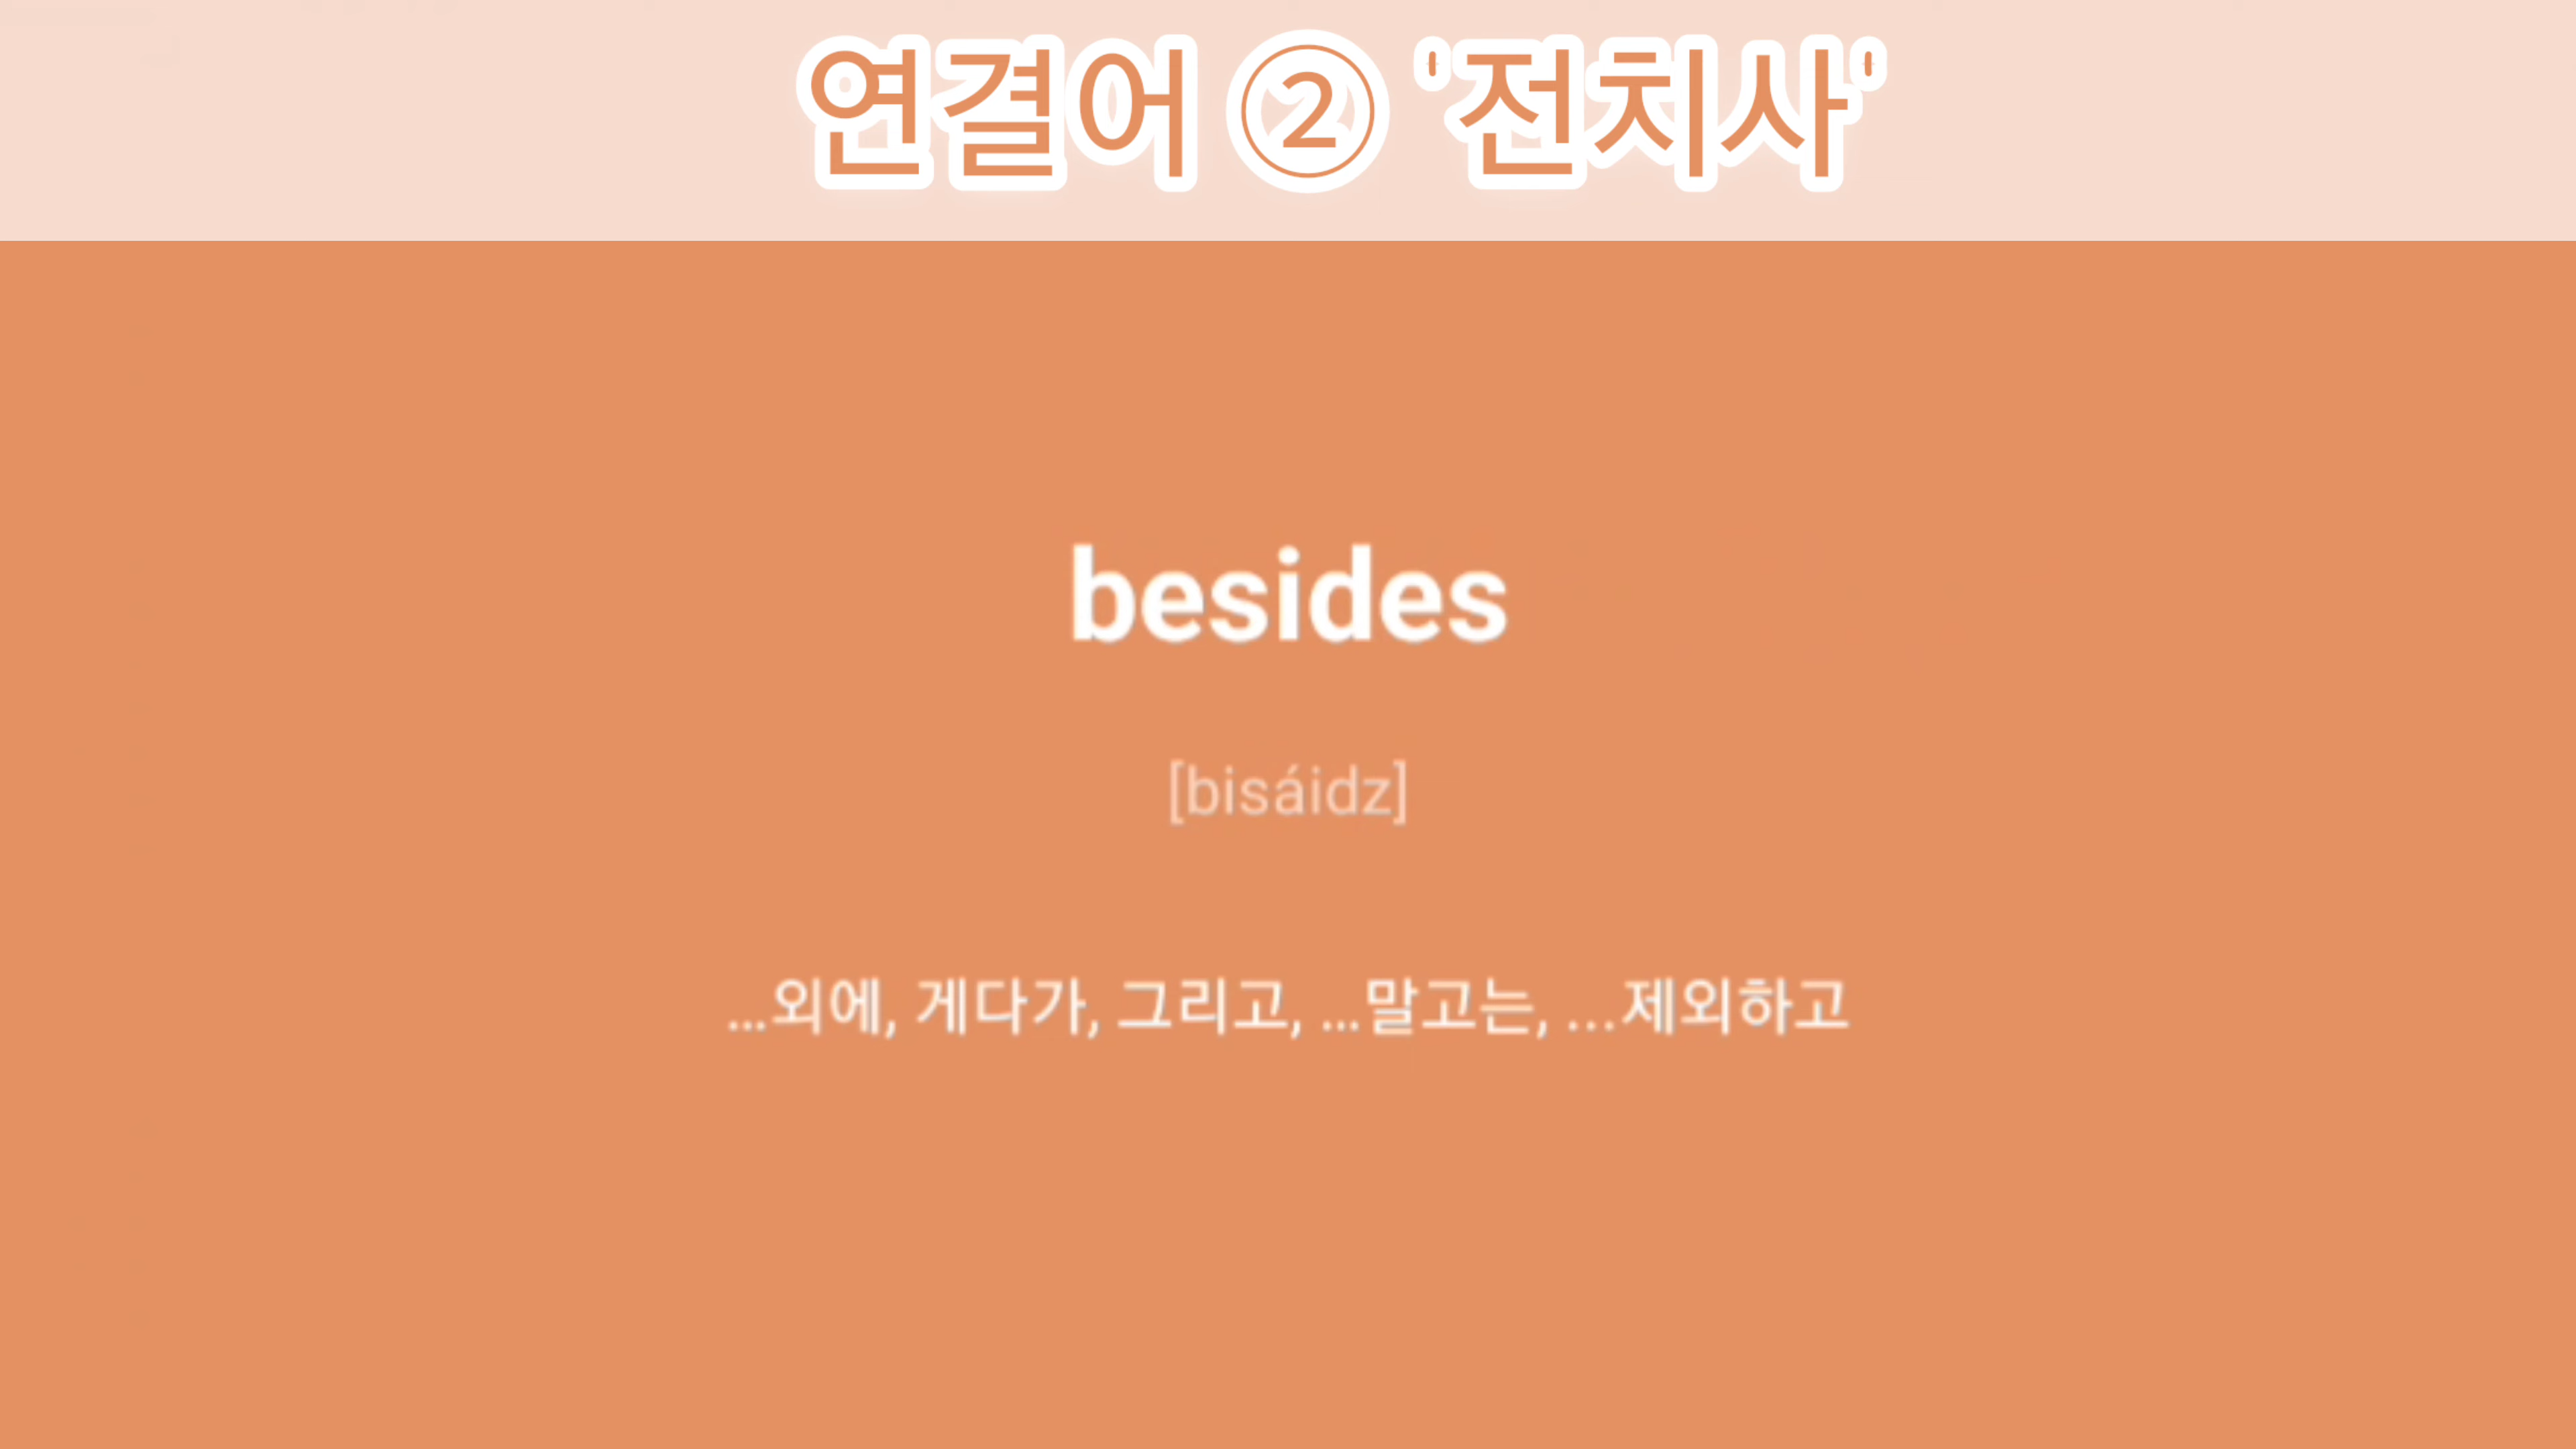 연결어 ② '전치사'
besides
[bisáidz]
...외에, 게다가, 그리고, ...말고는, ...제외하고